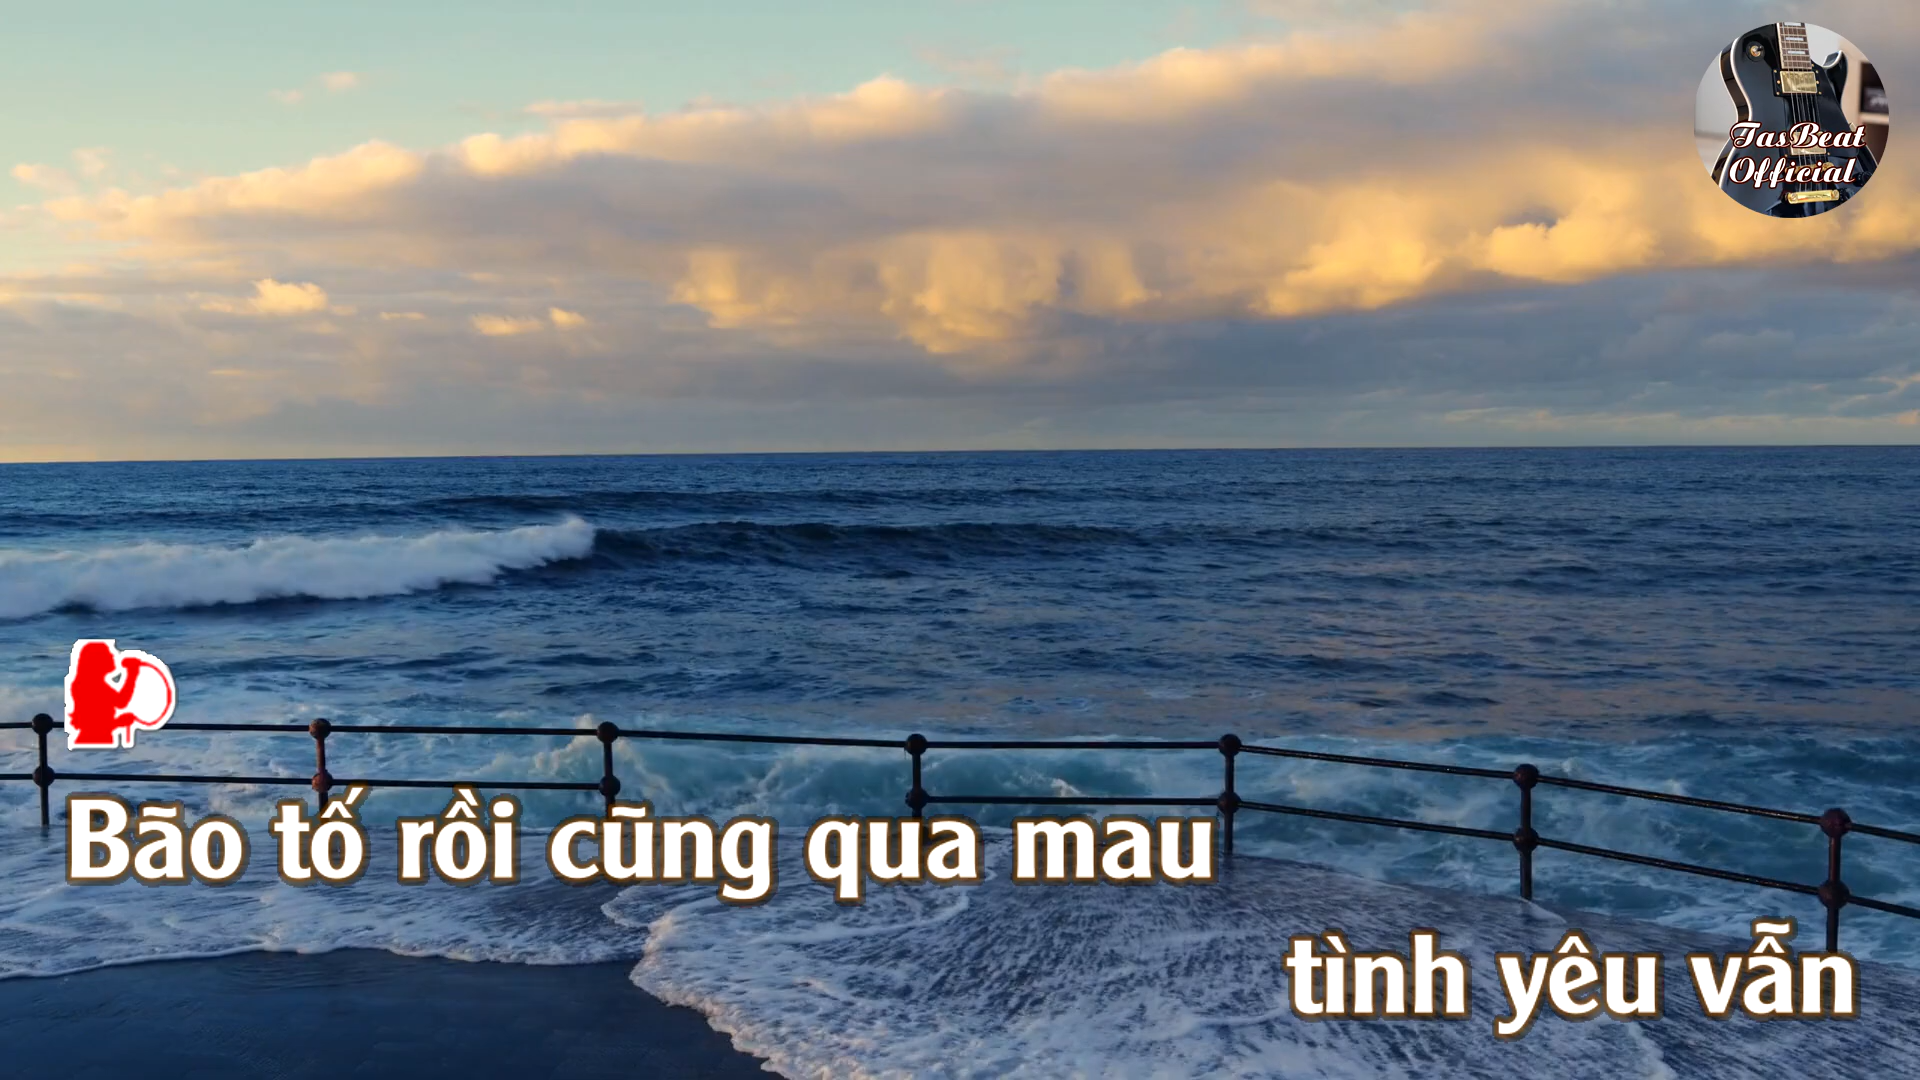 TasBeat
Official
Bão tố rồi cũng qua mau
tình yêu vẫn